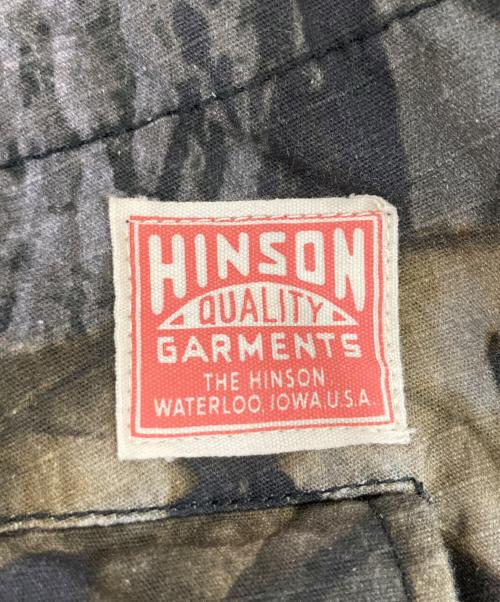 HINSON
QUALITY
GARMENTS
THE HINSON
WATERLOO, IOWA, U.S.A.